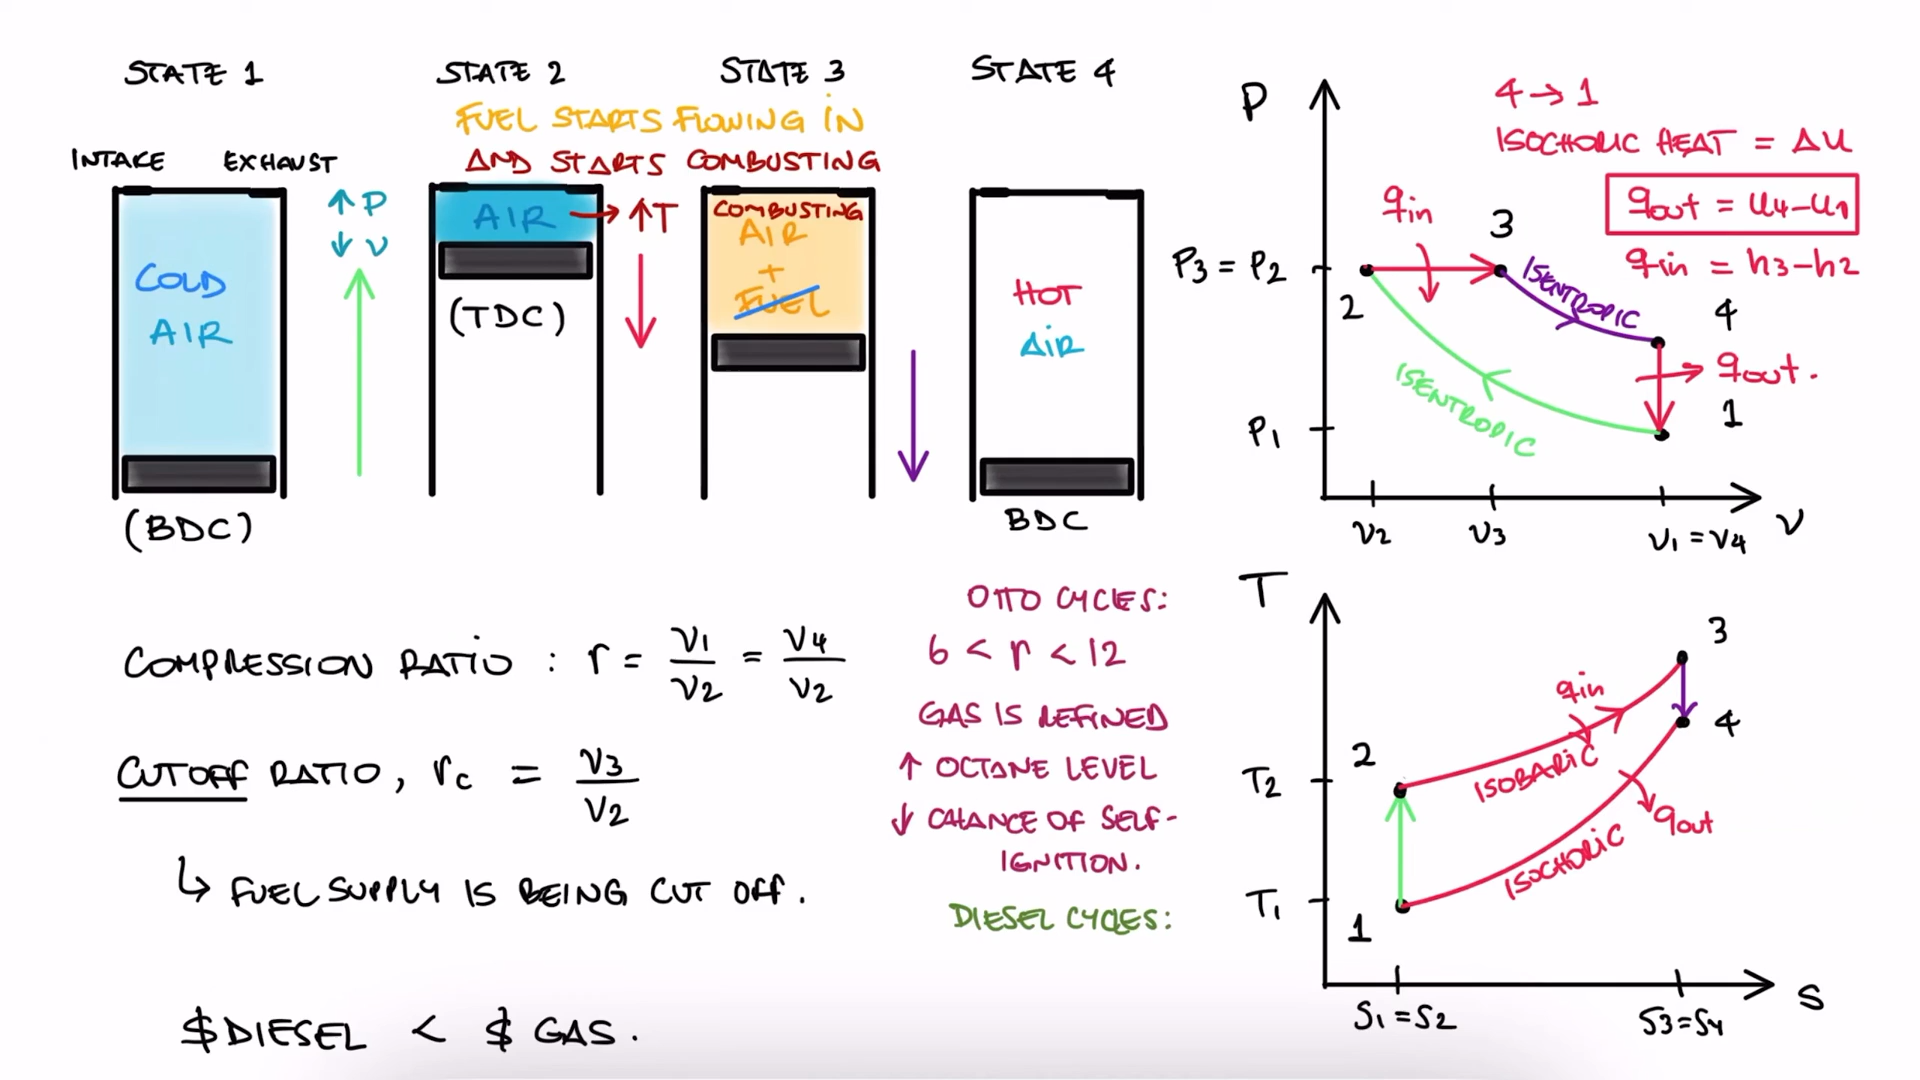 STATE 1
STATE 2
STATE 3
STATE 4
FUEL STARTS FLOWING IN
AND STARTS COMBUSTING
INTAKE
EXHAUST
↑ P
↓ v
COLD
AIR
(BDC)
AIR → ↑T
(TDC)
COMBUSTING
AIR
+
FUEL
HOT
AIR
BDC
P
4 → 1
ISOCHORIC HEAT = ΔU
qout = u4-u1
qin = h3-h2
qin
3
P3 = P2
2
ISENTROPIC
4
qout.
ISENTROPIC
1
P1
v2
v3
v1 = v4
v
COMPRESSION RATIO : r = v1/v2 = v4/v2
CUTOFF RATIO, rc = v3/v2
↳ FUEL SUPPLY IS BEING CUT OFF.
$ DIESEL < $ GAS.
OTTO CYCLES:
6 < r < 12
GAS IS REFINED
↑ OCTANE LEVEL
↓ CHANCE OF SELF-
IGNITION.
DIESEL CYCLES:
T
3
qin
4
2
ISOBARIC
T2
qout
ISOCHORIC
T1
1
S
S1 = S2
S3 = S4